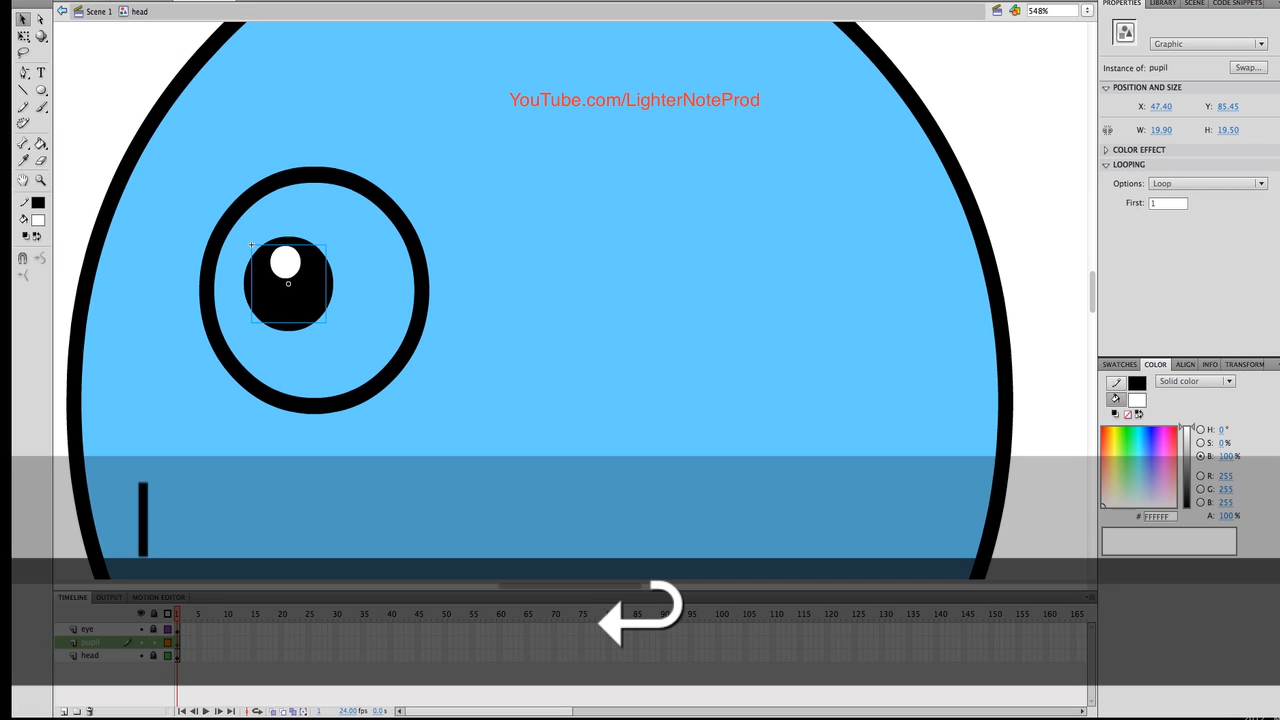 Scene 1 head 548%
PROPERTIES LIBRARY SCENE CODE SNIPPETS
Graphic
Instance of: pupil Swap...
POSITION AND SIZE
X: 47.40 Y: 85.45
W: 19.90 H: 19.50
COLOR EFFECT
LOOPING
Options: Loop
First: 1
YouTube.com/LighterNoteProd
SWATCHES COLOR ALIGN INFO TRANSFORM
Solid color
H: 0 °
S: 0 %
B: 100 %
R: 255
G: 255
B: 255
# FFFFFF A: 100 %
TIMELINE OUTPUT MOTION EDITOR
5 10 15 20 25 30 35 40 45 50 55 60 65 70 75 80 85 90 95 100 105 110 115 120 125 130 135 140 145 150 155 160 165
eye
pupil
head
1 24.00 fps 0.0 s